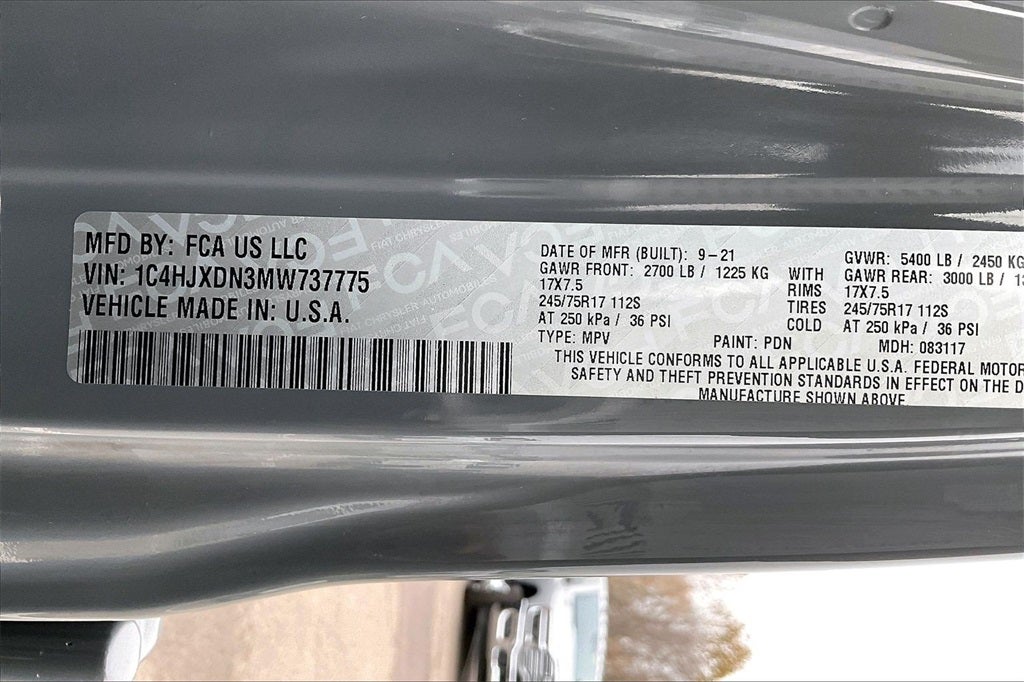 MFD BY: FCA US LLC
VIN: 1C4HJXDN3MW737775
VEHICLE MADE IN: U.S.A.
DATE OF MFR (BUILT): 9-21
GAWR FRONT: 2700 LB / 1225 KG
17X7.5
245/75R17 112S
AT 250 kPa / 36 PSI
TYPE: MPV
WITH
RIMS
TIRES
COLD
GVWR: 5400 LB / 2450 KG
GAWR REAR: 3000 LB /
17X7.5
245/75R17 112S
AT 250 kPa / 36 PSI
PAINT: PDN
MDH: 083117
THIS VEHICLE CONFORMS TO ALL APPLICABLE U.S.A. FEDERAL MOTOR
SAFETY AND THEFT PREVENTION STANDARDS IN EFFECT ON THE D
MANUFACTURE SHOWN ABOVE